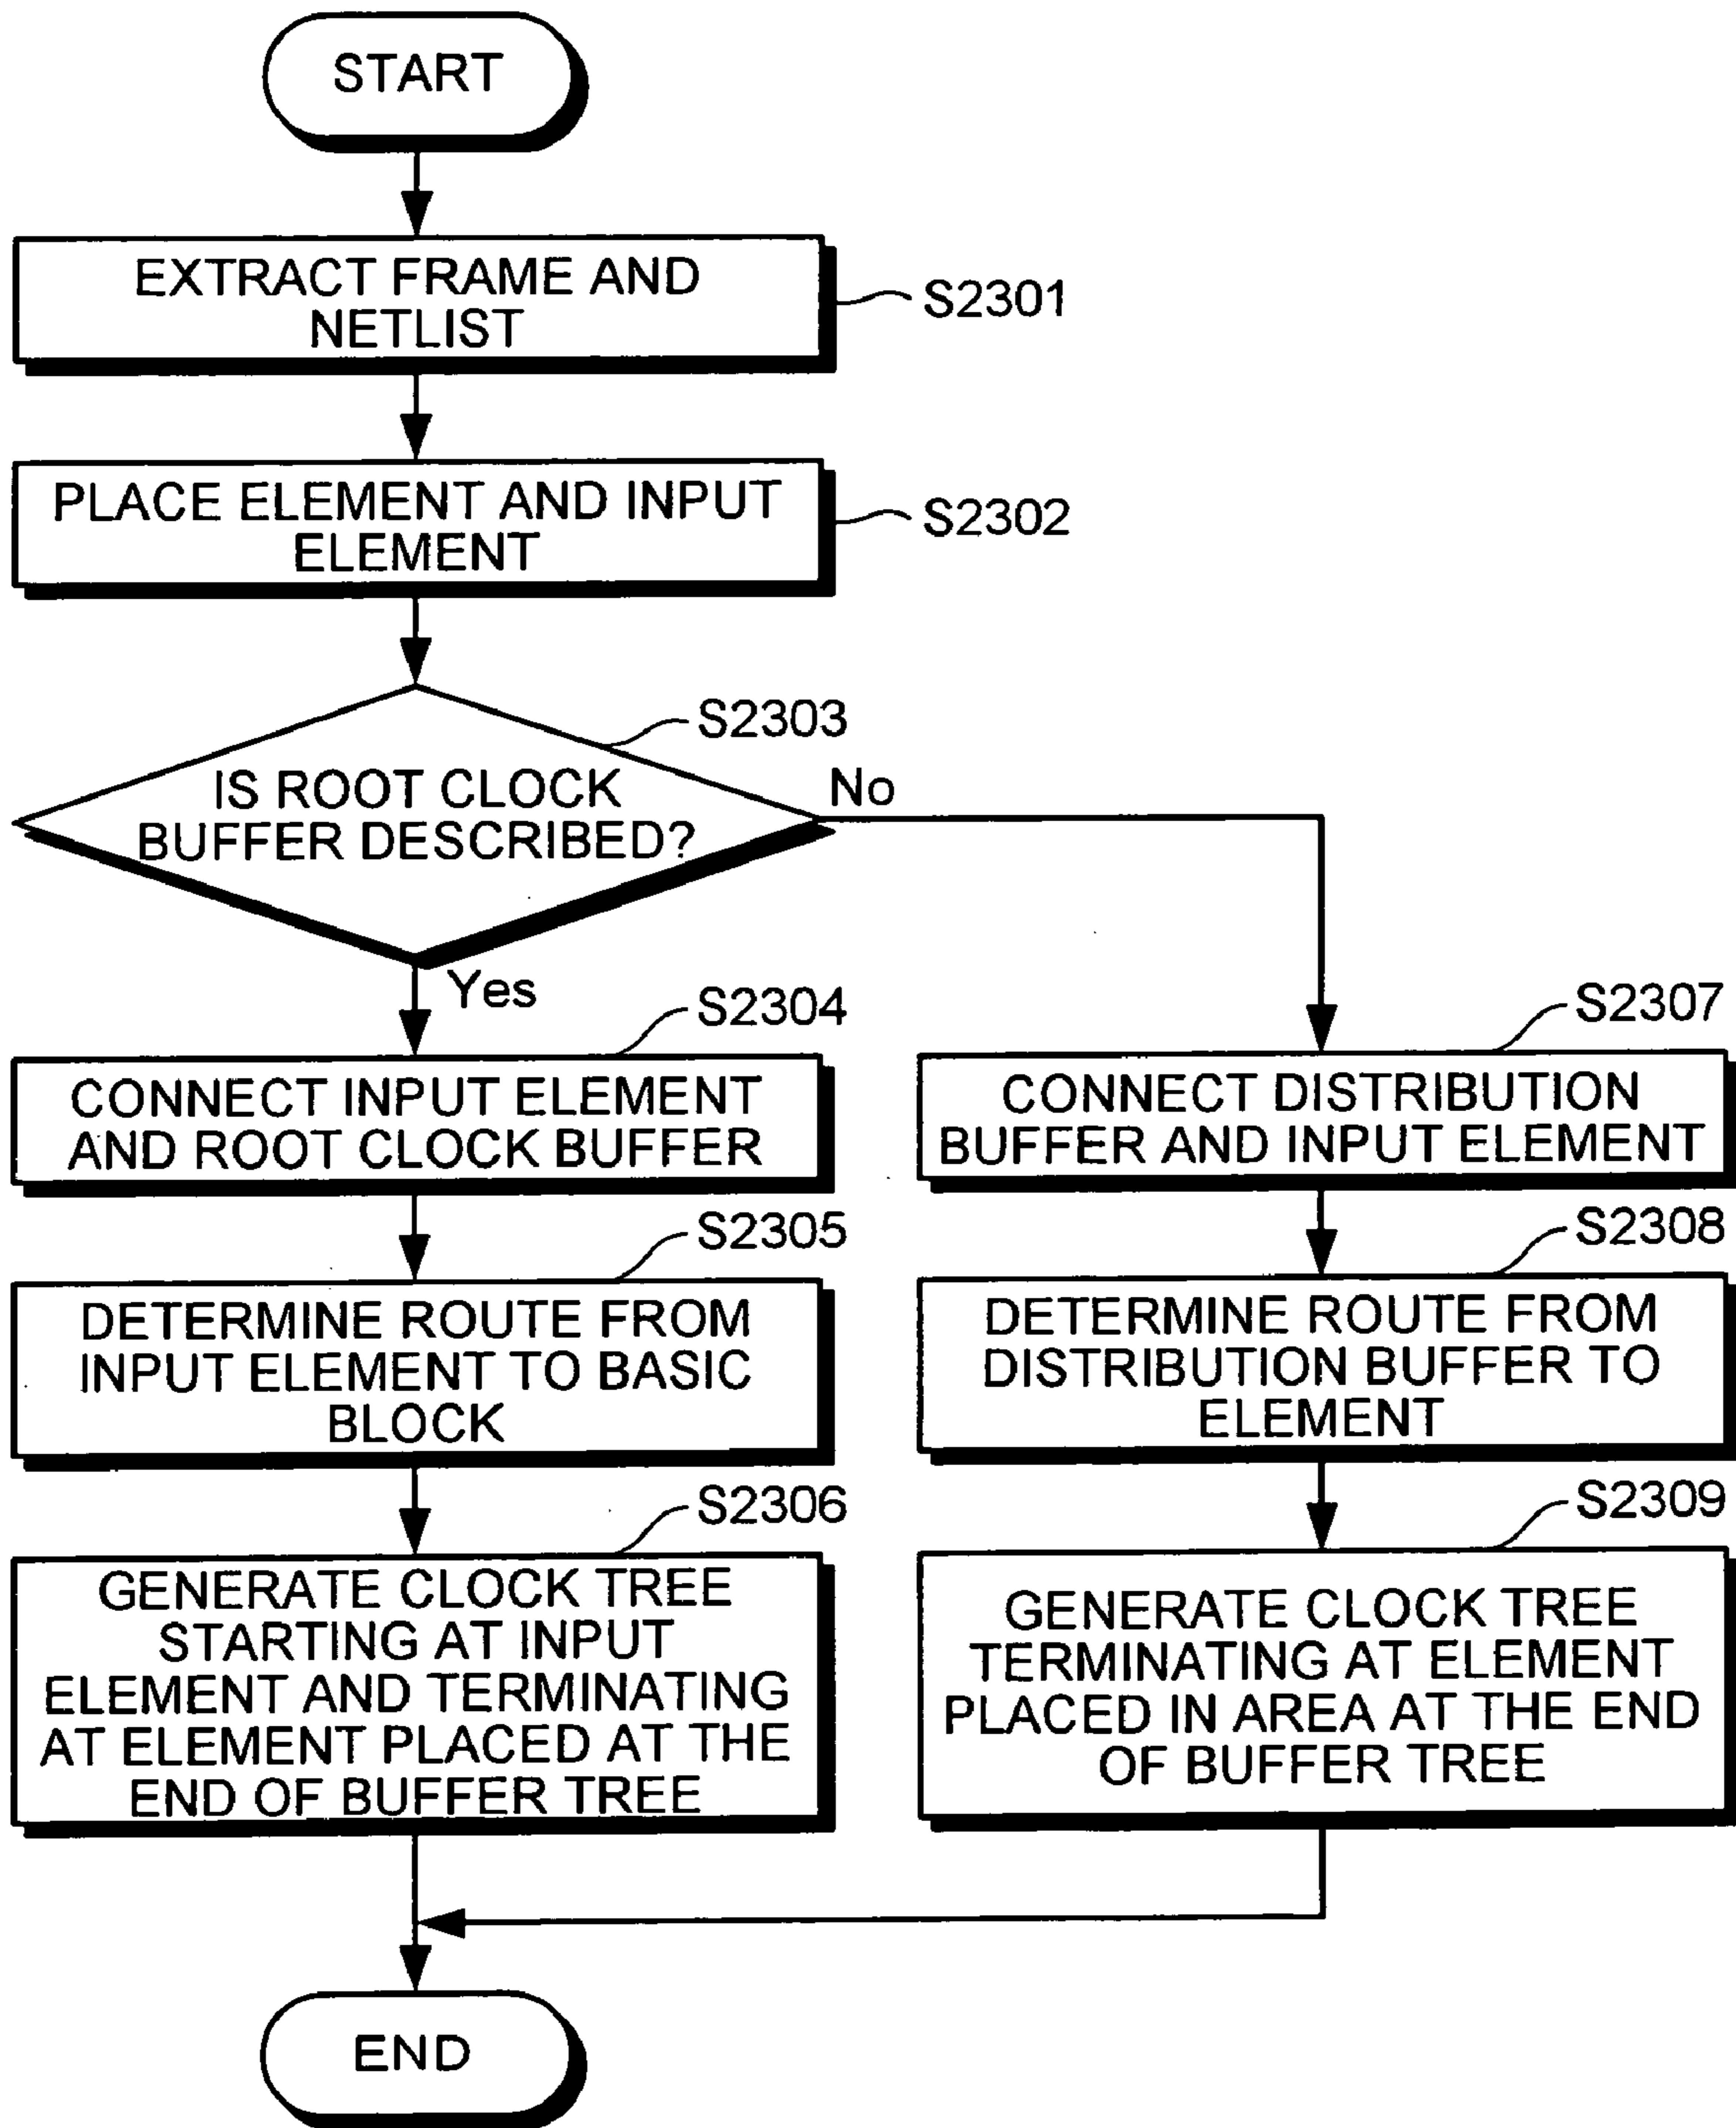 START
EXTRACT FRAME AND
NETLIST
S2301
PLACE ELEMENT AND INPUT
ELEMENT
S2302
S2303
IS ROOT CLOCK
BUFFER DESCRIBED?
No
Yes
S2304
CONNECT INPUT ELEMENT
AND ROOT CLOCK BUFFER
S2305
DETERMINE ROUTE FROM
INPUT ELEMENT TO BASIC
BLOCK
S2306
GENERATE CLOCK TREE
STARTING AT INPUT
ELEMENT AND TERMINATING
AT ELEMENT PLACED AT THE
END OF BUFFER TREE
S2307
CONNECT DISTRIBUTION
BUFFER AND INPUT ELEMENT
S2308
DETERMINE ROUTE FROM
DISTRIBUTION BUFFER TO
ELEMENT
S2309
GENERATE CLOCK TREE
TERMINATING AT ELEMENT
PLACED IN AREA AT THE END
OF BUFFER TREE
END